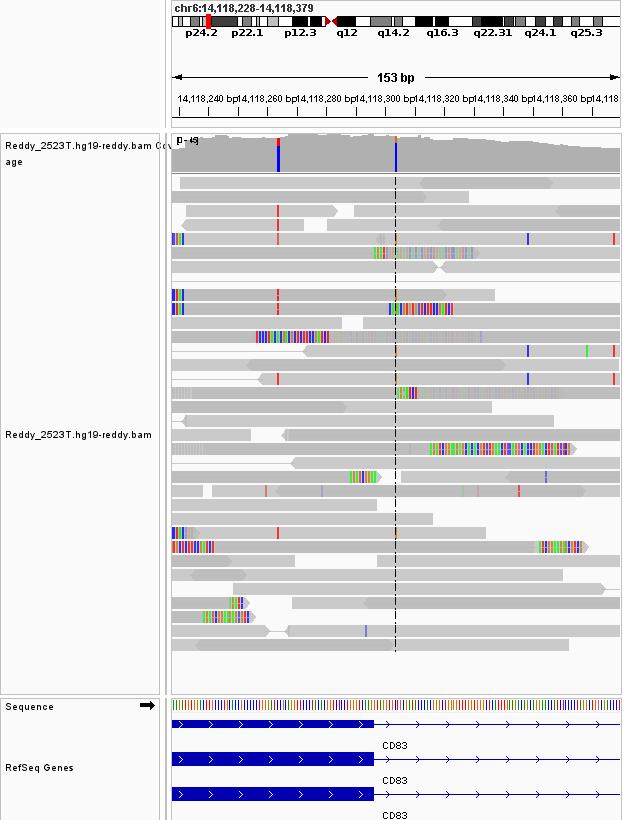 chr6:14,118,228-14,118,379
p24.2 p22.1 p12.3 q12 q14.2 q16.3 q22.31 q24.1 q25.3
153 bp
14,118,240 bp 14,118,260 bp 14,118,280 bp 14,118,300 bp 14,118,320 bp 14,118,340 bp 14,118,360 bp 14,118
Reddy_2523T.hg19-reddy.bam Cov
age
Reddy_2523T.hg19-reddy.bam
Sequence
CD83
RefSeq Genes
CD83
CD83